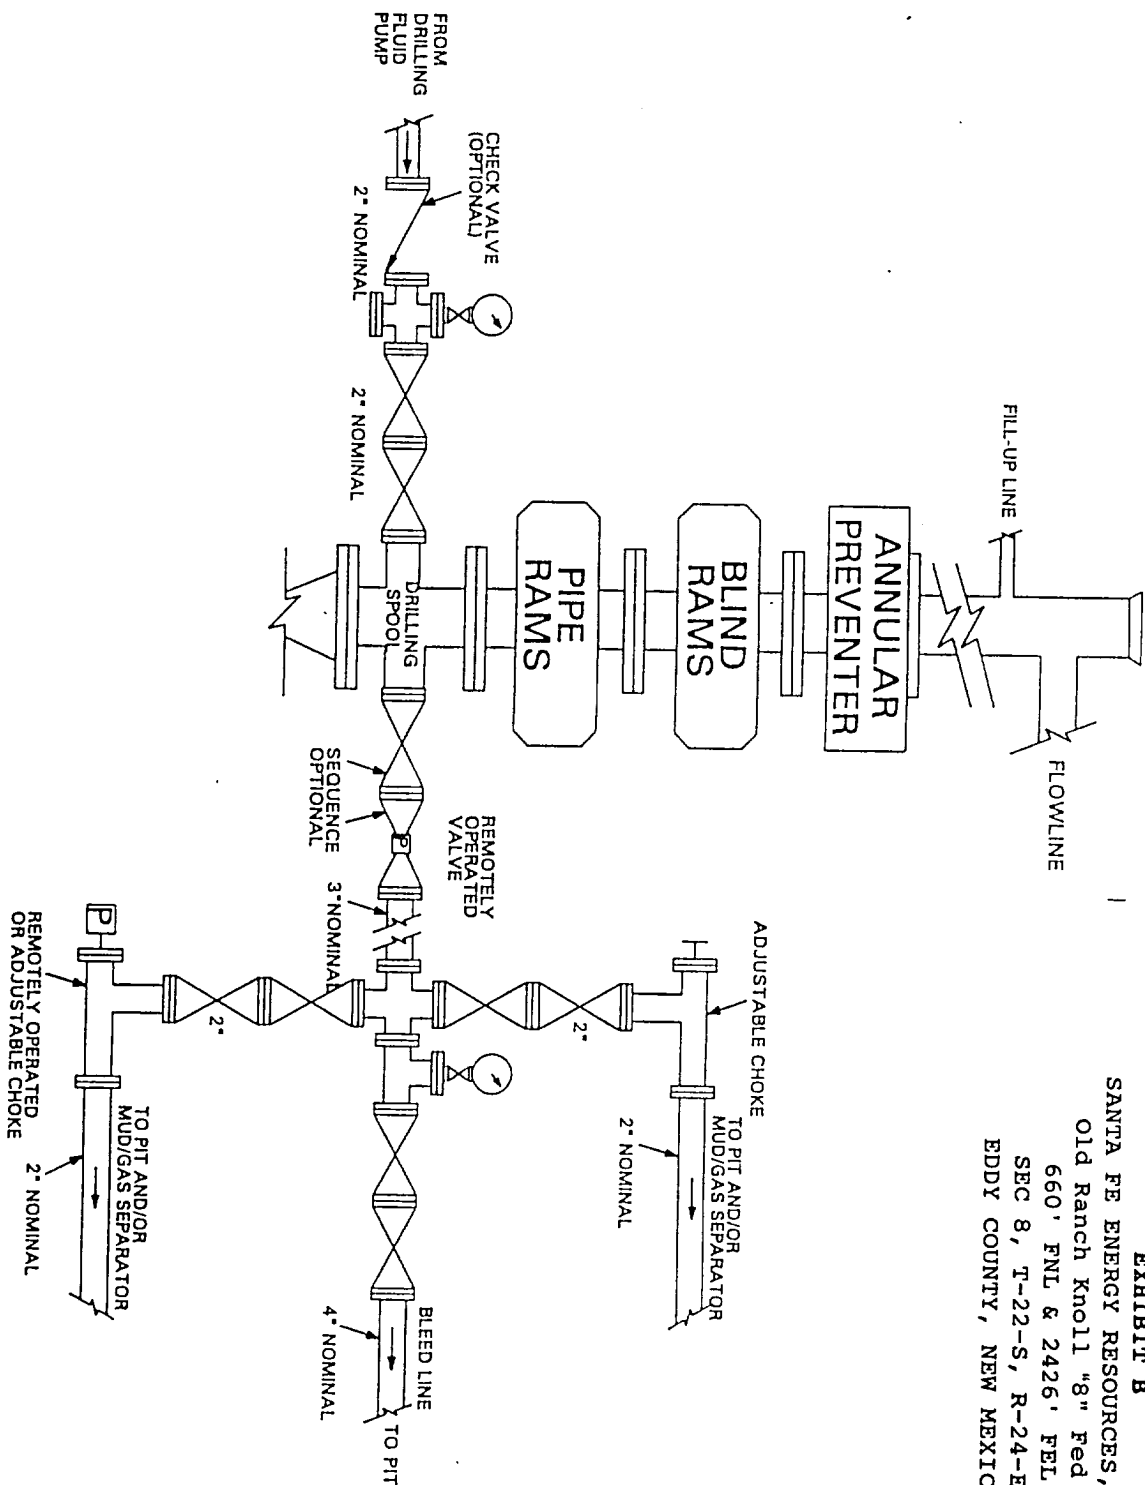 EXHIBIT B
SANTA FE ENERGY RESOURCES,
Old Ranch Knoll "8" Fed
660' FNL & 2426' FEL
SEC 8, T-22-S, R-24-E
EDDY COUNTY, NEW MEXIC
FILL-UP LINE
FLOWLINE
ANNULAR
PREVENTER
BLIND
RAMS
PIPE
RAMS
FROM
DRILLING
FLUID
PUMP
CHECK VALVE
(OPTIONAL)
2" NOMINAL
2" NOMINAL
DRILLING
SPOOL
SEQUENCE
OPTIONAL
REMOTELY
OPERATED
VALVE
P
3" NOMINAL
ADJUSTABLE CHOKE
2"
TO PIT AND/OR
MUD/GAS SEPARATOR
2" NOMINAL
BLEED LINE
4" NOMINAL
TO PIT
2"
P
REMOTELY OPERATED
OR ADJUSTABLE CHOKE
TO PIT AND/OR
MUD/GAS SEPARATOR
2" NOMINAL